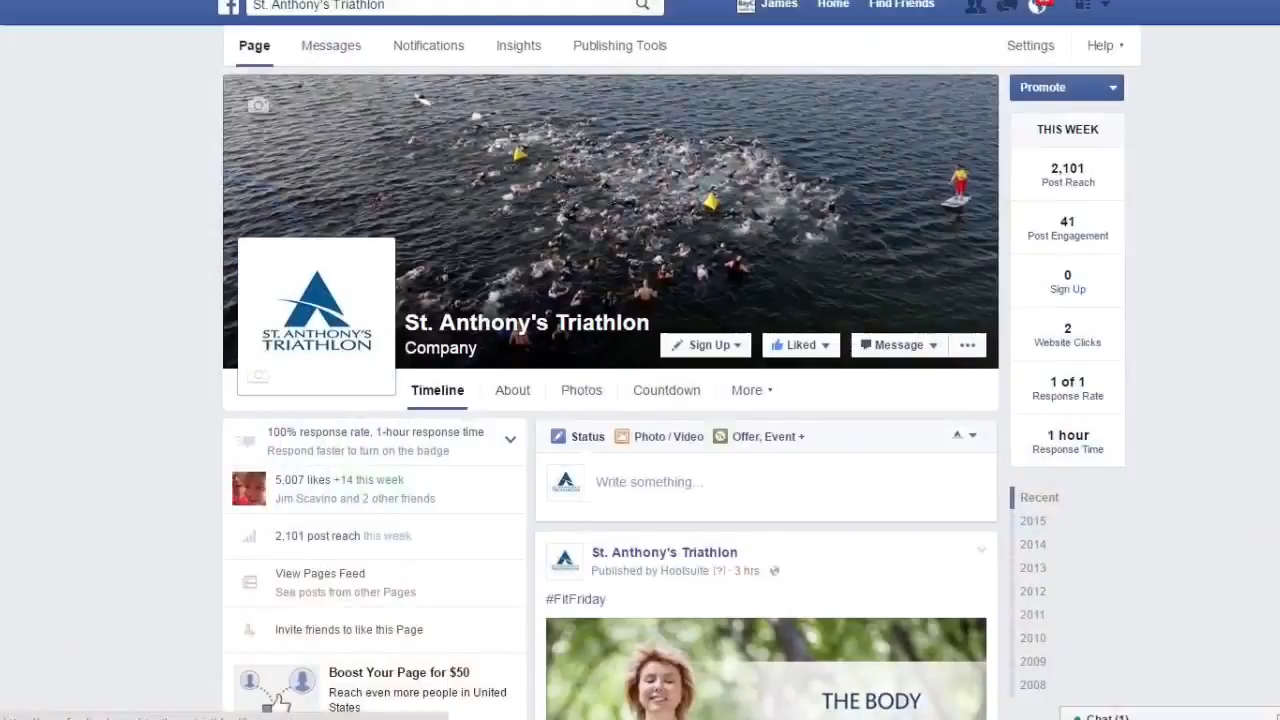 St. Anthony's Triathlon
James
Home
Find Friends
Page
Messages
Notifications
Insights
Publishing Tools
Settings
Help
Promote
THIS WEEK
2,101
Post Reach
41
Post Engagement
0
Sign Up
2
Website Clicks
1 of 1
Response Rate
1 hour
Response Time
ST. ANTHONY'S
TRIATHLON
St. Anthony's Triathlon
Company
Sign Up
Liked
Message
Timeline
About
Photos
Countdown
More
100% response rate, 1-hour response time
Respond faster to turn on the badge
5,007 likes +14 this week
Jim Scavino and 2 other friends
2,101 post reach this week
View Pages Feed
See posts from other Pages
Invite friends to like this Page
Boost Your Page for $50
Reach even more people in United
States
Status
Photo / Video
Offer, Event +
Write something...
St. Anthony's Triathlon
Published by Hootsuite [?] · 3 hrs
#FitFriday
THE BODY
Recent
2015
2014
2013
2012
2011
2010
2009
2008
Chat (1)